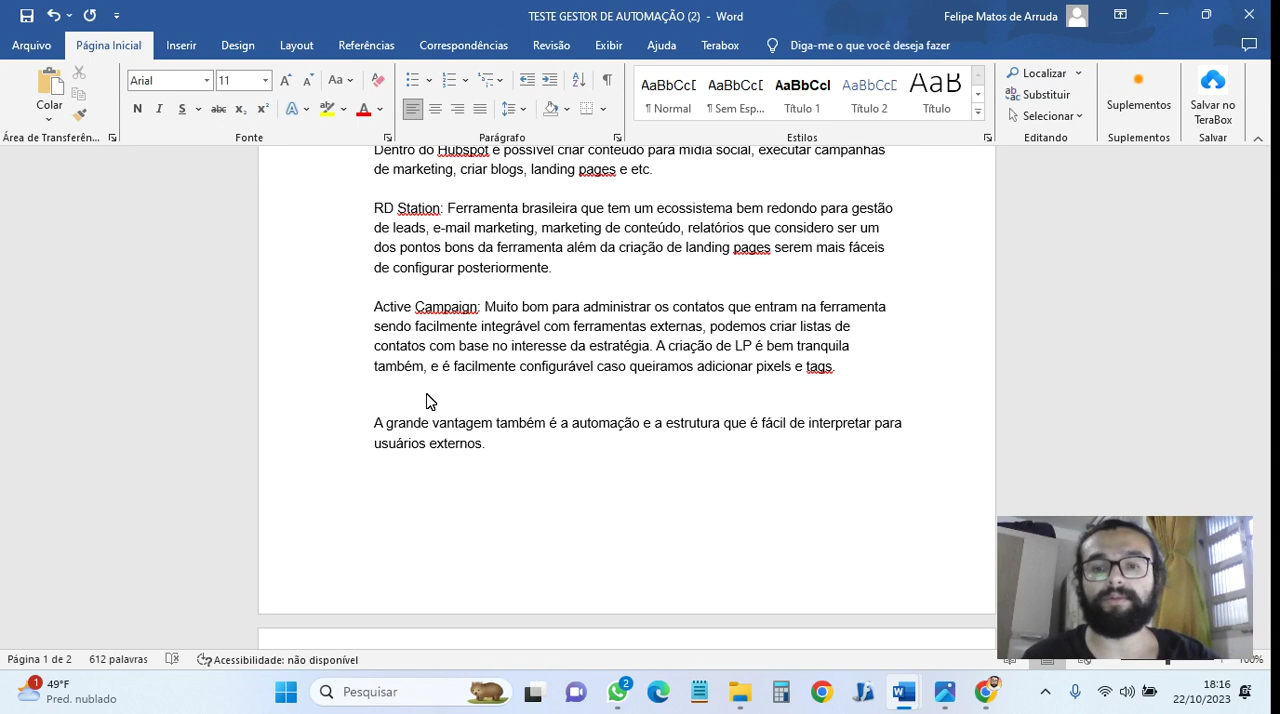 TESTE GESTOR DE AUTOMAÇÃO (2) - Word
Felipe Matos de Arruda
Arquivo Página Inicial Inserir Design Layout Referências Correspondências Revisão Exibir Ajuda Terabox Diga-me o que você deseja fazer
Colar
Arial 11
N I S abc x₂ x² A A A
AaBbCcD AaBbCcD AaBbCcI AaBbCcD AaB
¶ Normal ¶ Sem Esp... Título 1 Título 2 Título
Localizar
Substituir
Selecionar
Suplementos
Salvar no
TeraBox
Área de Transferên... Fonte Parágrafo Estilos Editando Suplementos Salvar
Dentro do Hubspot é possível criar conteúdo para mídia social, executar campanhas
de marketing, criar blogs, landing pages e etc.
RD Station: Ferramenta brasileira que tem um ecossistema bem redondo para gestão
de leads, e-mail marketing, marketing de conteúdo, relatórios que considero ser um
dos pontos bons da ferramenta além da criação de landing pages serem mais fáceis
de configurar posteriormente.
Active Campaign: Muito bom para administrar os contatos que entram na ferramenta
sendo facilmente integrável com ferramentas externas, podemos criar listas de
contatos com base no interesse da estratégia. A criação de LP é bem tranquila
também, e é facilmente configurável caso queiramos adicionar pixels e tags.
A grande vantagem também é a automação e a estrutura que é fácil de interpretar para
usuários externos.
Página 1 de 2 612 palavras Acessibilidade: não disponível 100%
1 49°F
Pred. nublado
Pesquisar
2
18:16
22/10/2023